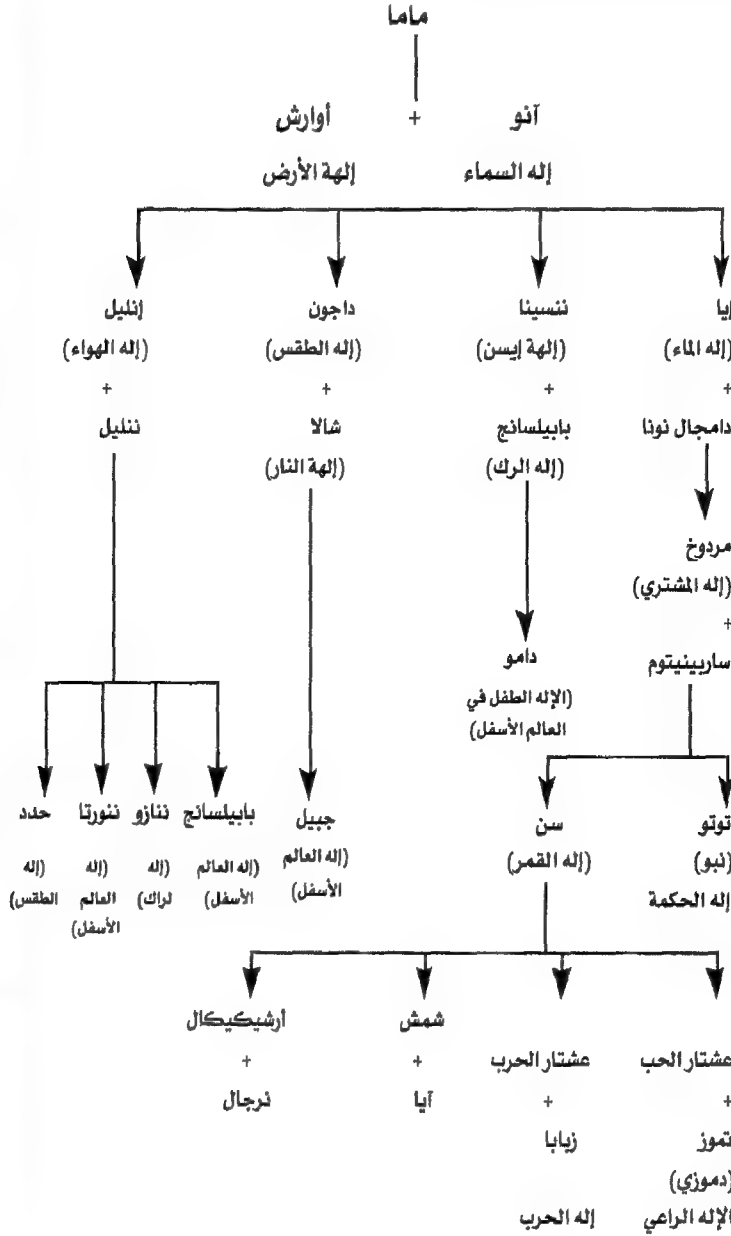 ماما
آنو + أوارش
إله السماء إلهة الأرض
إيا ننسينا داجون إنليل
(إله الماء) (إلهة إيسن) (إله الطقس) (إله الهواء)
+ + + +
دامجال نونا بابيلسانج شالا ننليل
(إله الرك) (إلهة النار)
مردوخ
(إله المشتري)
+
ساربينيتوم
دامو
(الإله الطفل في
العالم الأسفل)
توتو سن جيبيل بابيلسانج ننازو ننورتا حدد
(نبو) (إله القمر) (إله العالم (إله العالم (إله (إله (إله
إله الحكمة الأسفل) الأسفل) لراك) العالم الطقس)
الأسفل)
شمش أرشيكيكال
عشتار الحب عشتار الحرب + +
+ + آيا نرجال
تموز زبابا
(دموزي)
الإله الراعي إله الحرب